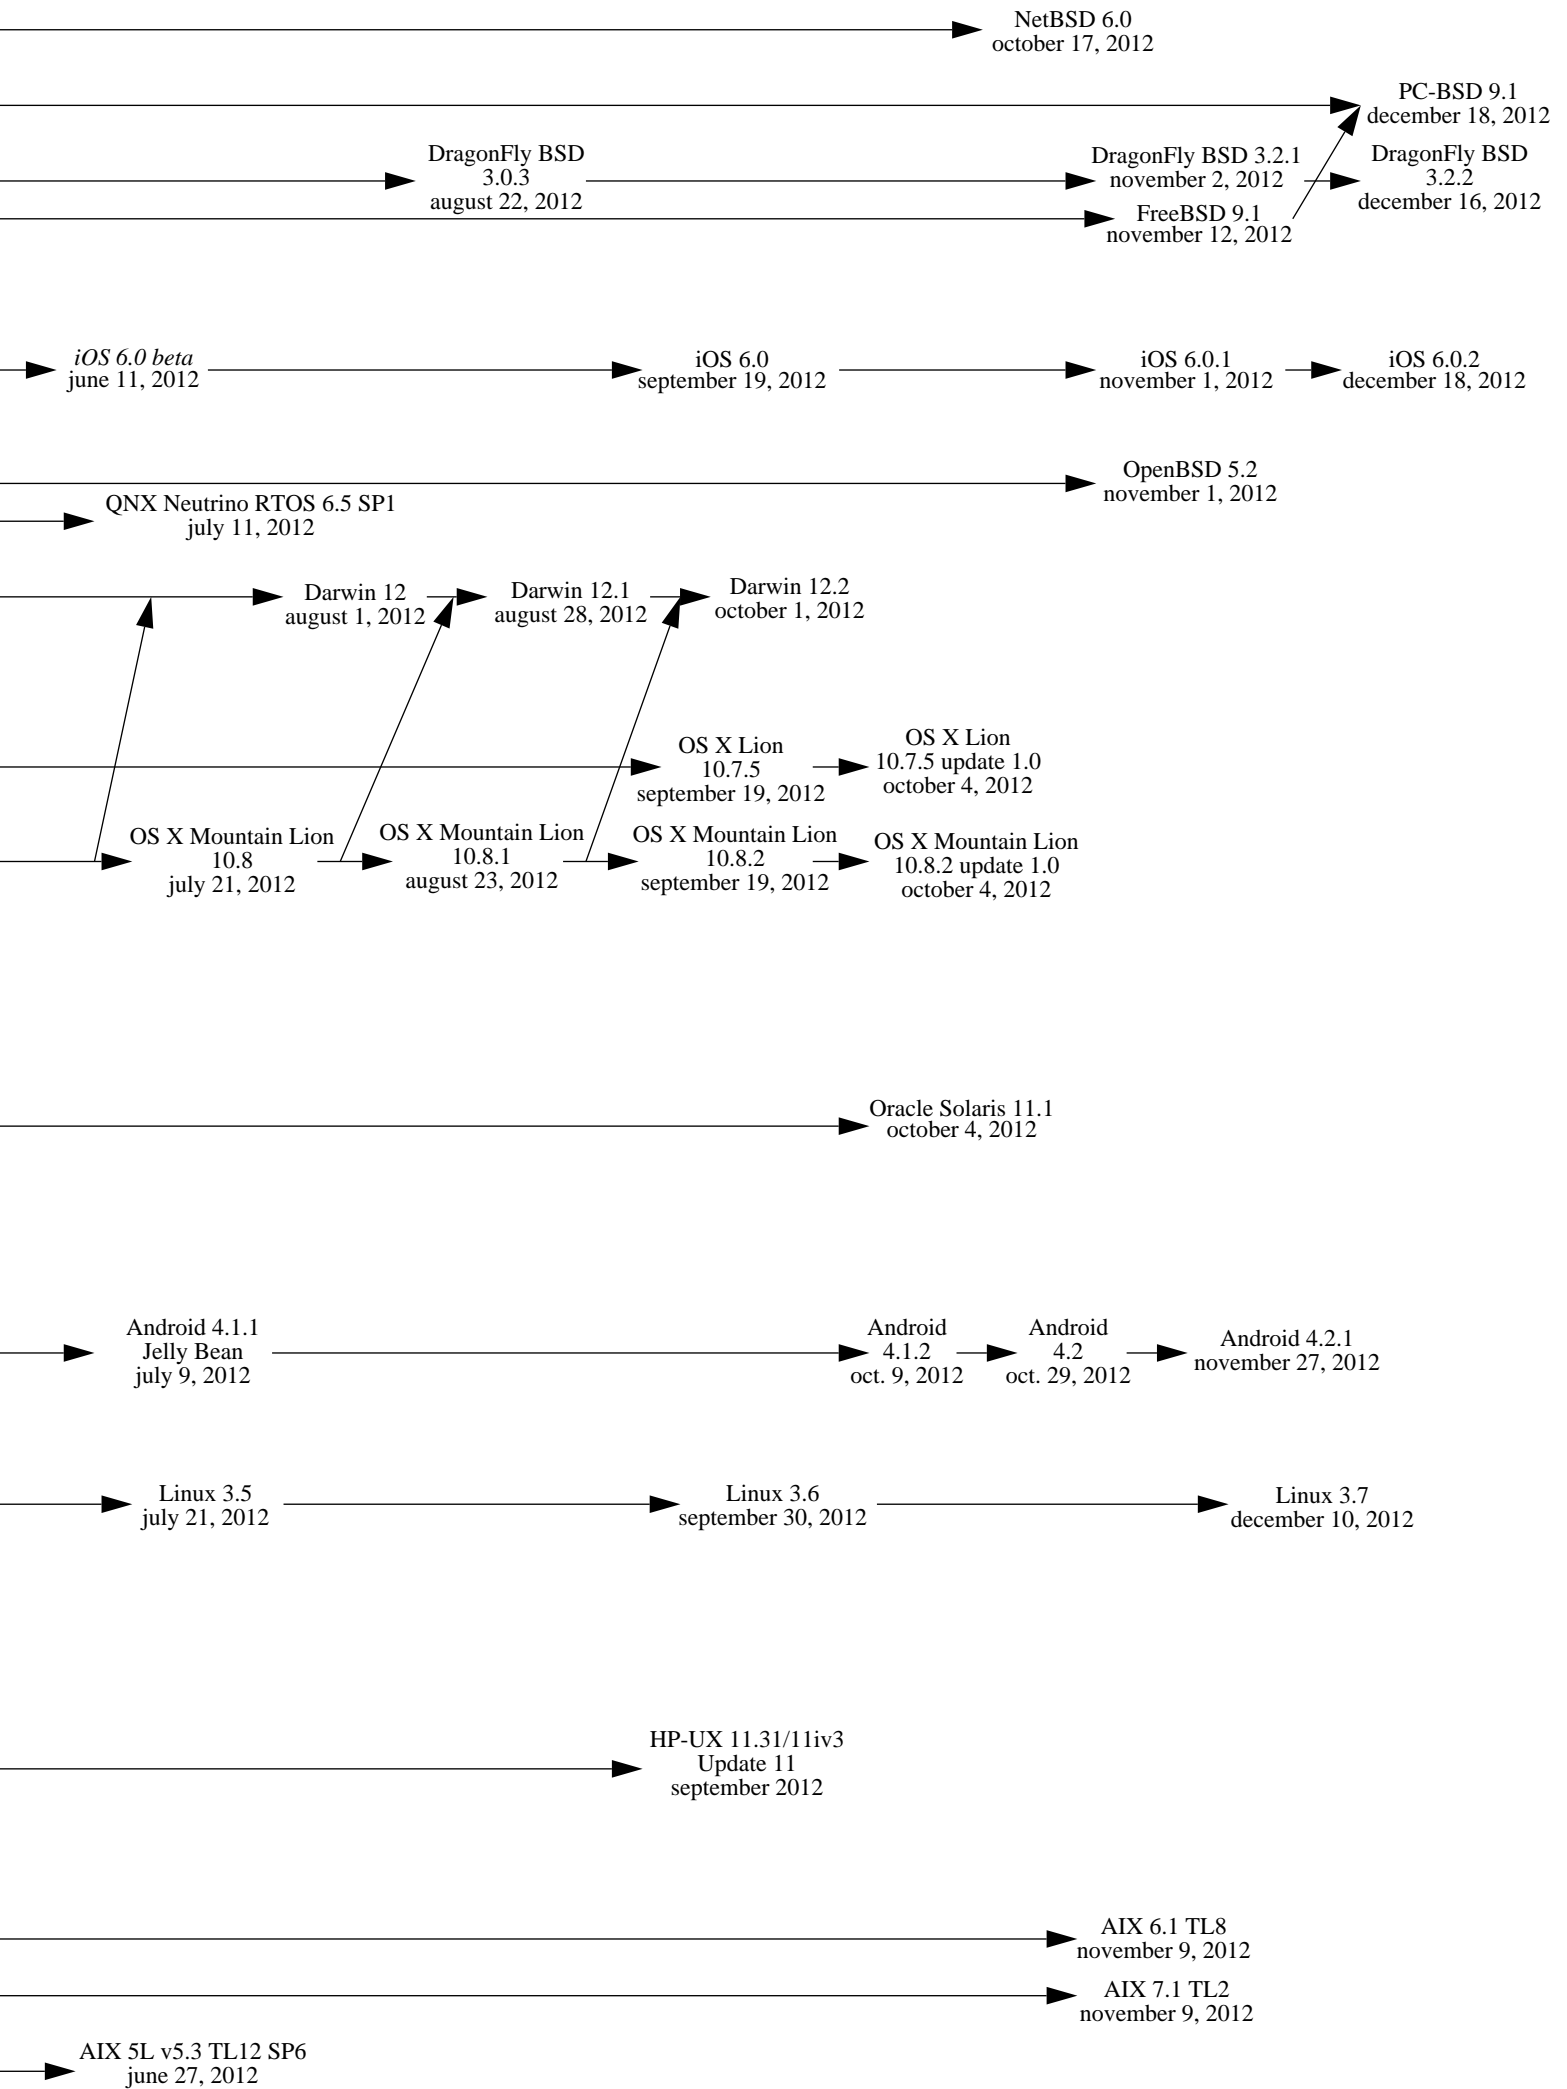 NetBSD 6.0
october 17, 2012
PC-BSD 9.1
december 18, 2012
DragonFly BSD
3.0.3
august 22, 2012
DragonFly BSD 3.2.1
november 2, 2012
DragonFly BSD
3.2.2
december 16, 2012
FreeBSD 9.1
november 12, 2012
iOS 6.0 beta
june 11, 2012
iOS 6.0
september 19, 2012
iOS 6.0.1
november 1, 2012
iOS 6.0.2
december 18, 2012
OpenBSD 5.2
november 1, 2012
QNX Neutrino RTOS 6.5 SP1
july 11, 2012
Darwin 12
august 1, 2012
Darwin 12.1
august 28, 2012
Darwin 12.2
october 1, 2012
OS X Lion
10.7.5
september 19, 2012
OS X Lion
10.7.5 update 1.0
october 4, 2012
OS X Mountain Lion
10.8
july 21, 2012
OS X Mountain Lion
10.8.1
august 23, 2012
OS X Mountain Lion
10.8.2
september 19, 2012
OS X Mountain Lion
10.8.2 update 1.0
october 4, 2012
Oracle Solaris 11.1
october 4, 2012
Android 4.1.1
Jelly Bean
july 9, 2012
Android
4.1.2
oct. 9, 2012
Android
4.2
oct. 29, 2012
Android 4.2.1
november 27, 2012
Linux 3.5
july 21, 2012
Linux 3.6
september 30, 2012
Linux 3.7
december 10, 2012
HP-UX 11.31/11iv3
Update 11
september 2012
AIX 6.1 TL8
november 9, 2012
AIX 7.1 TL2
november 9, 2012
AIX 5L v5.3 TL12 SP6
june 27, 2012